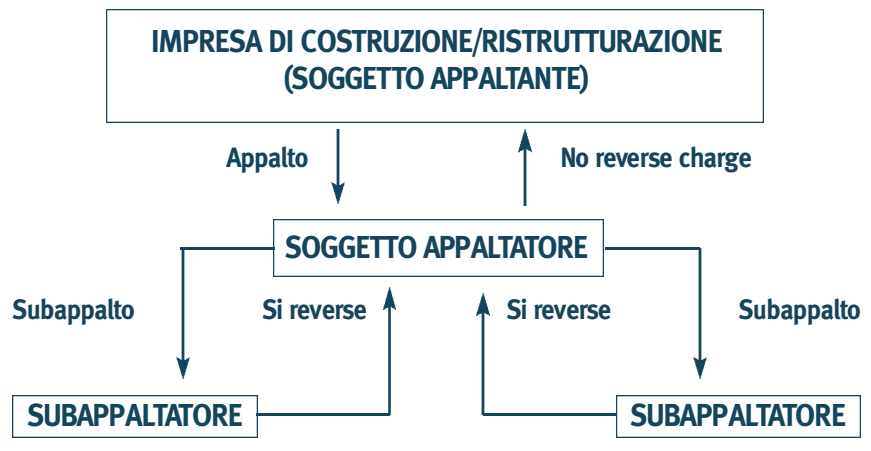 IMPRESA DI COSTRUZIONE/RISTRUTTURAZIONE
(SOGGETTO APPALTANTE)
Appalto
No reverse charge
SOGGETTO APPALTATORE
Subappalto
Si reverse
Si reverse
Subappalto
SUBAPPALTATORE
SUBAPPALTATORE